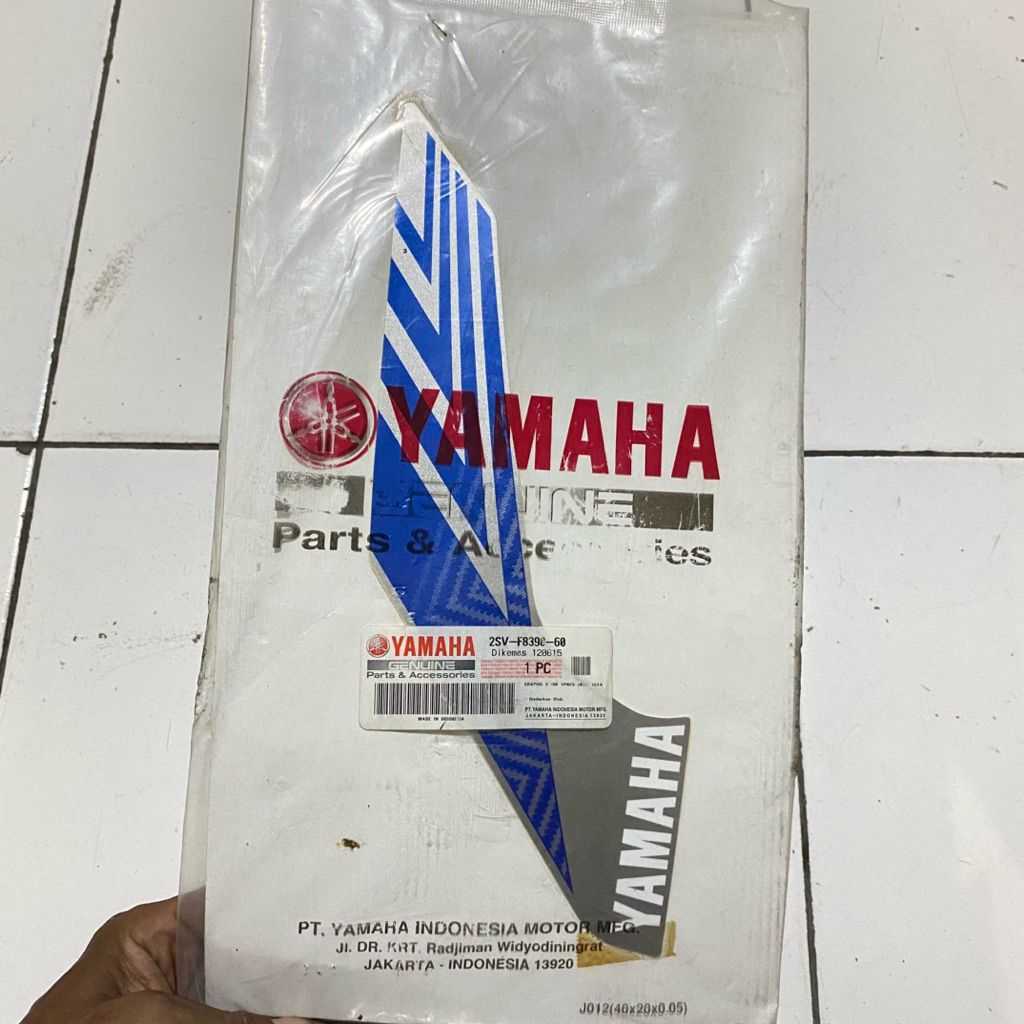 YAMAHA
GENUINE
Parts & Accessories
YAMAHA
GENUINE
Parts & Accessories
2SV-F8390-60
Dikemas 120615
1 PC
PT. YAMAHA INDONESIA MOTOR MFG.
JAKARTA-INDONESIA 13920
MADE IN INDONESIA
YAMAHA
PT. YAMAHA INDONESIA MOTOR MFG.
Jl. DR. KRT. Radjiman Widyodiningrat
JAKARTA - INDONESIA 13920
J012(40x20x0.05)